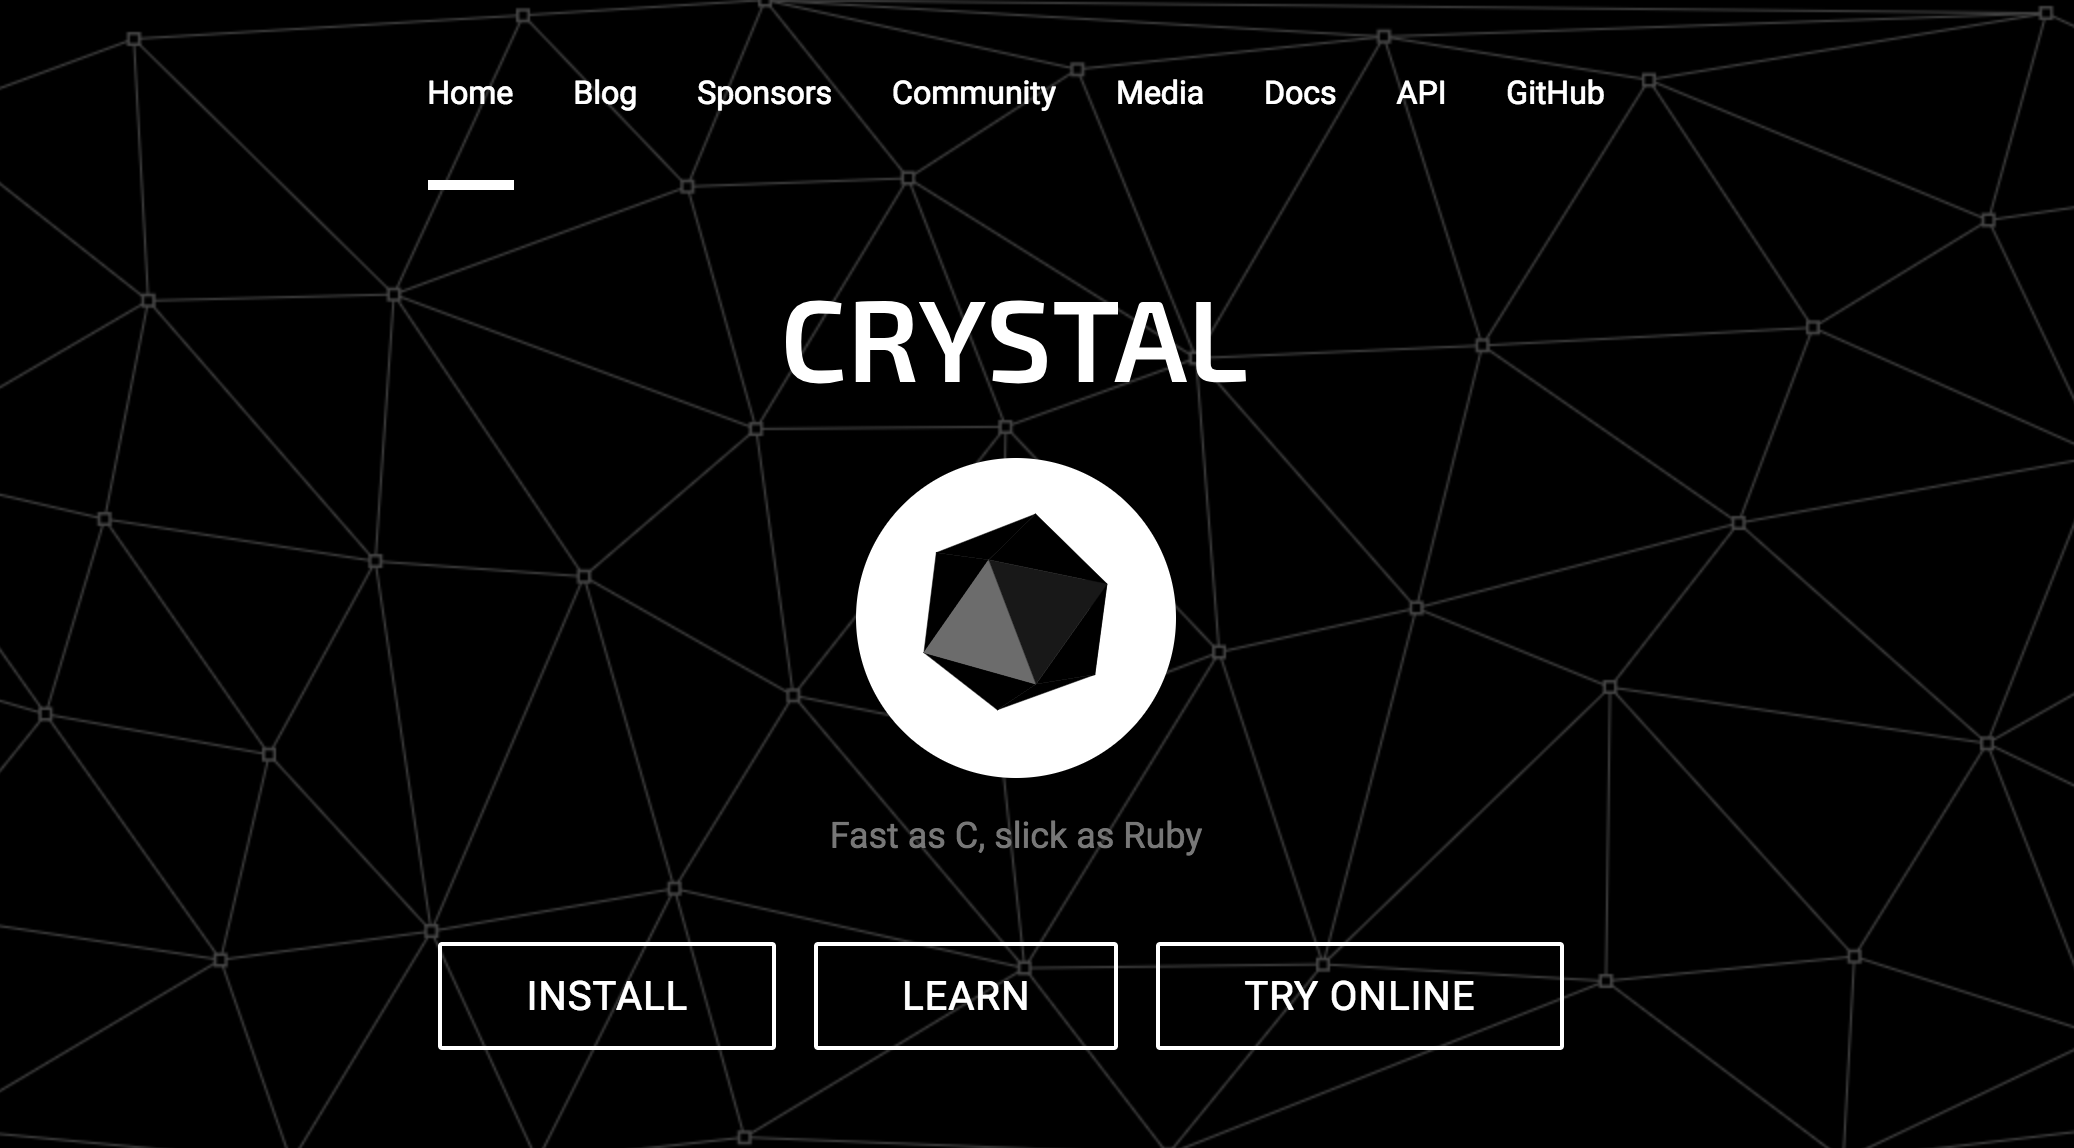 Home Blog Sponsors Community Media Docs API GitHub
CRYSTAL
Fast as C, slick as Ruby
INSTALL LEARN TRY ONLINE